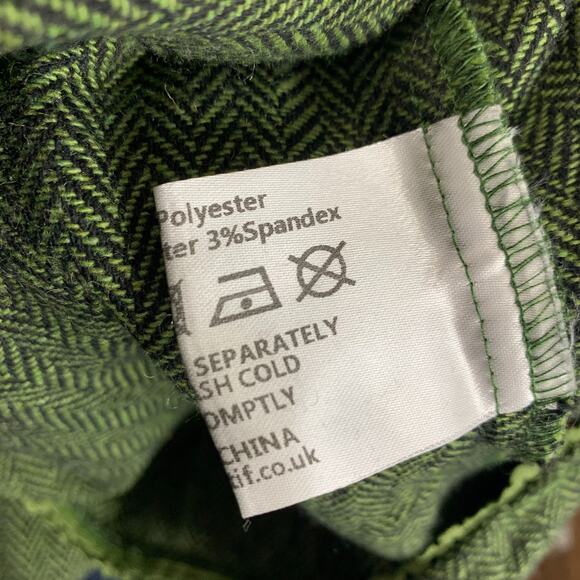 Polyester
ter 3%Spandex
SEPARATELY
SH COLD
OMPTLY
CHINA
tif.co.uk